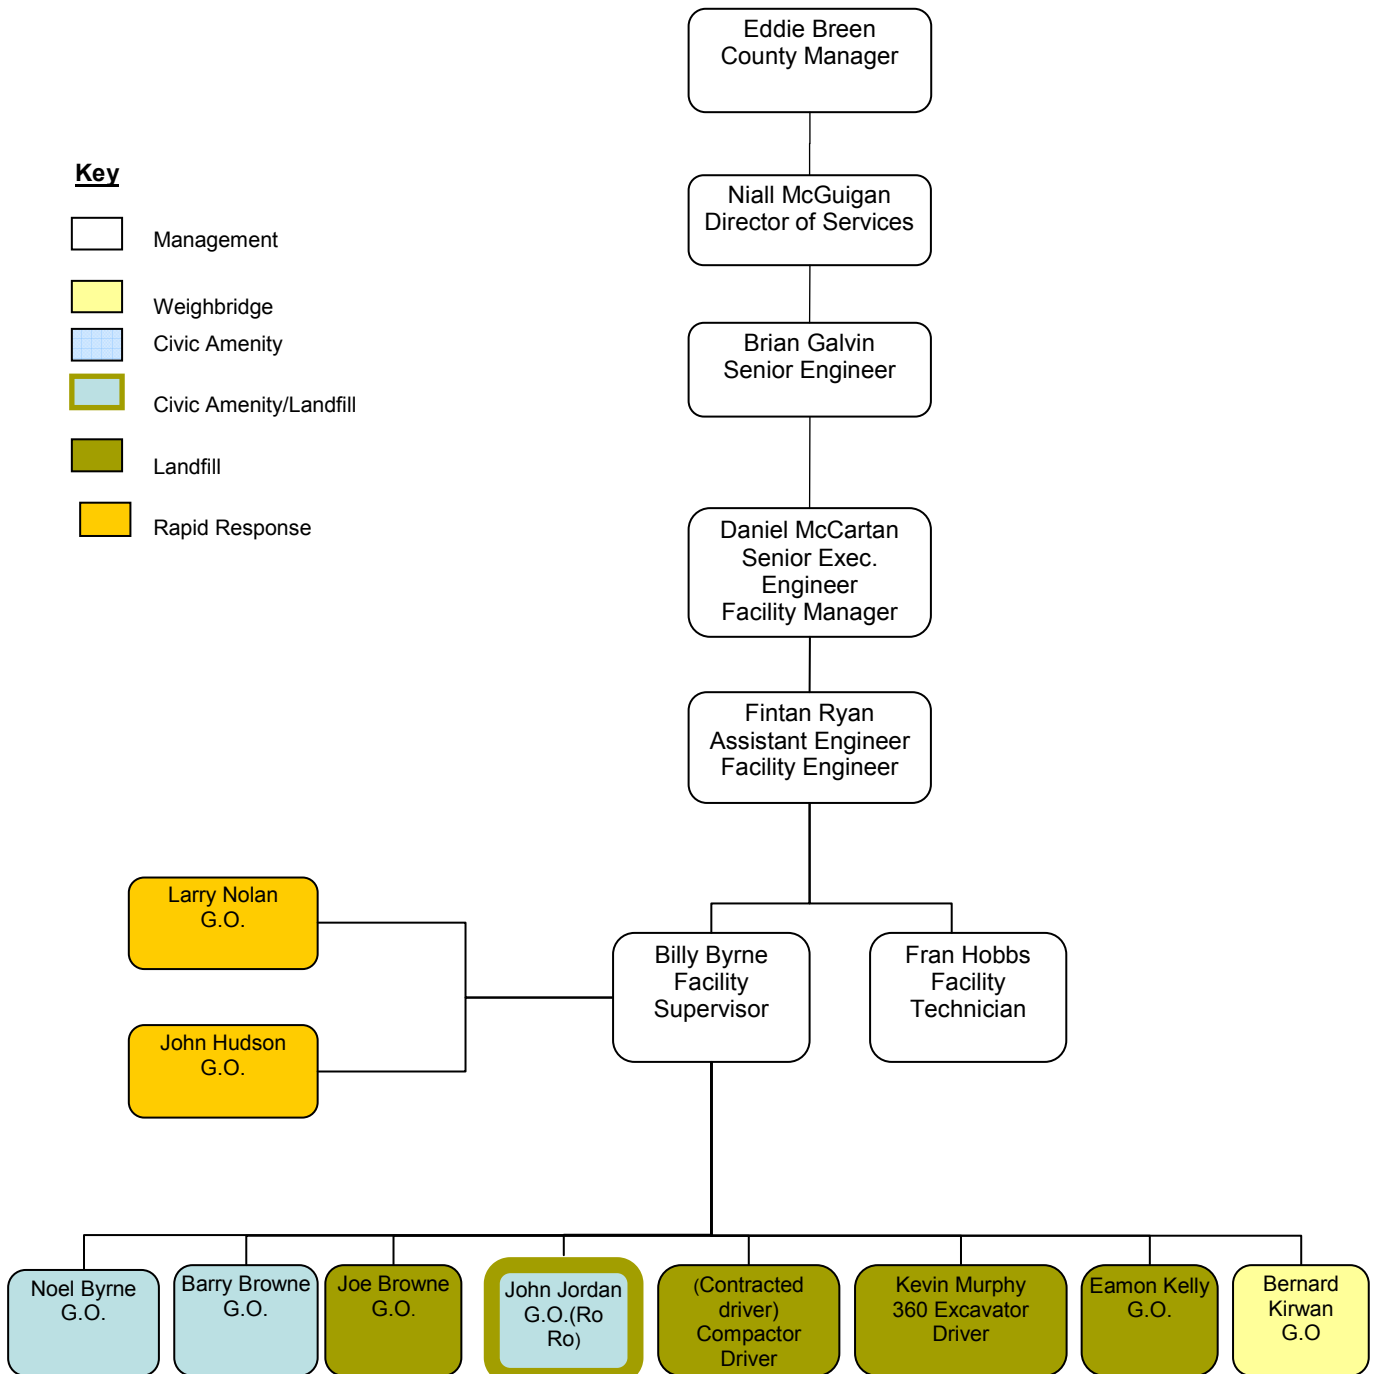 Eddie Breen
County Manager
Key
Management
Weighbridge
Civic Amenity
Civic Amenity/Landfill
Landfill
Rapid Response
Niall McGuigan
Director of Services
Brian Galvin
Senior Engineer
Daniel McCartan
Senior Exec.
Engineer
Facility Manager
Fintan Ryan
Assistant Engineer
Facility Engineer
Larry Nolan
G.O.
John Hudson
G.O.
Billy Byrne
Facility
Supervisor
Fran Hobbs
Facility
Technician
Noel Byrne
G.O.
Barry Browne
G.O.
Joe Browne
G.O.
John Jordan
G.O.(Ro
Ro)
(Contracted
driver)
Compactor
Driver
Kevin Murphy
360 Excavator
Driver
Eamon Kelly
G.O.
Bernard
Kirwan
G.O